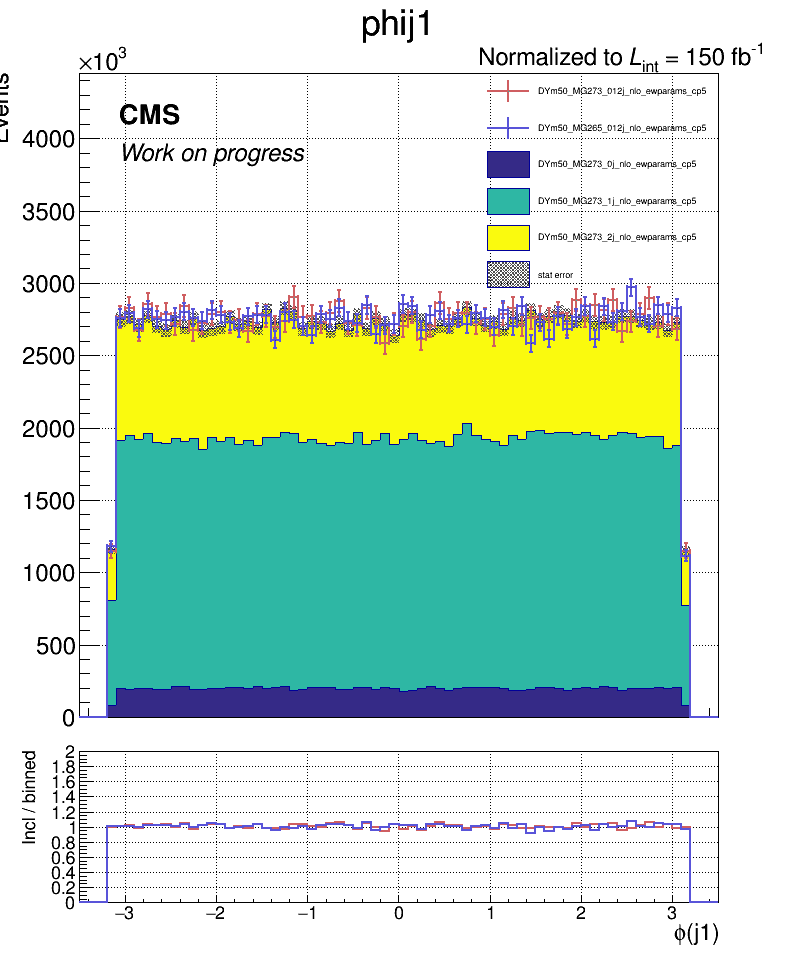 phij1
×10³
Normalized to Lint = 150 fb⁻¹
Events
CMS
Work on progress
DYm50_MG273_012j_nlo_ewparams_cp5
DYm50_MG265_012j_nlo_ewparams_cp5
DYm50_MG273_0j_nlo_ewparams_cp5
DYm50_MG273_1j_nlo_ewparams_cp5
DYm50_MG273_2j_nlo_ewparams_cp5
stat error
4000
3500
3000
2500
2000
1500
1000
500
0
Incl / binned
2
1.8
1.6
1.4
1.2
1
0.8
0.6
0.4
0.2
0
−3 −2 −1 0 1 2 3
ϕ(j1)